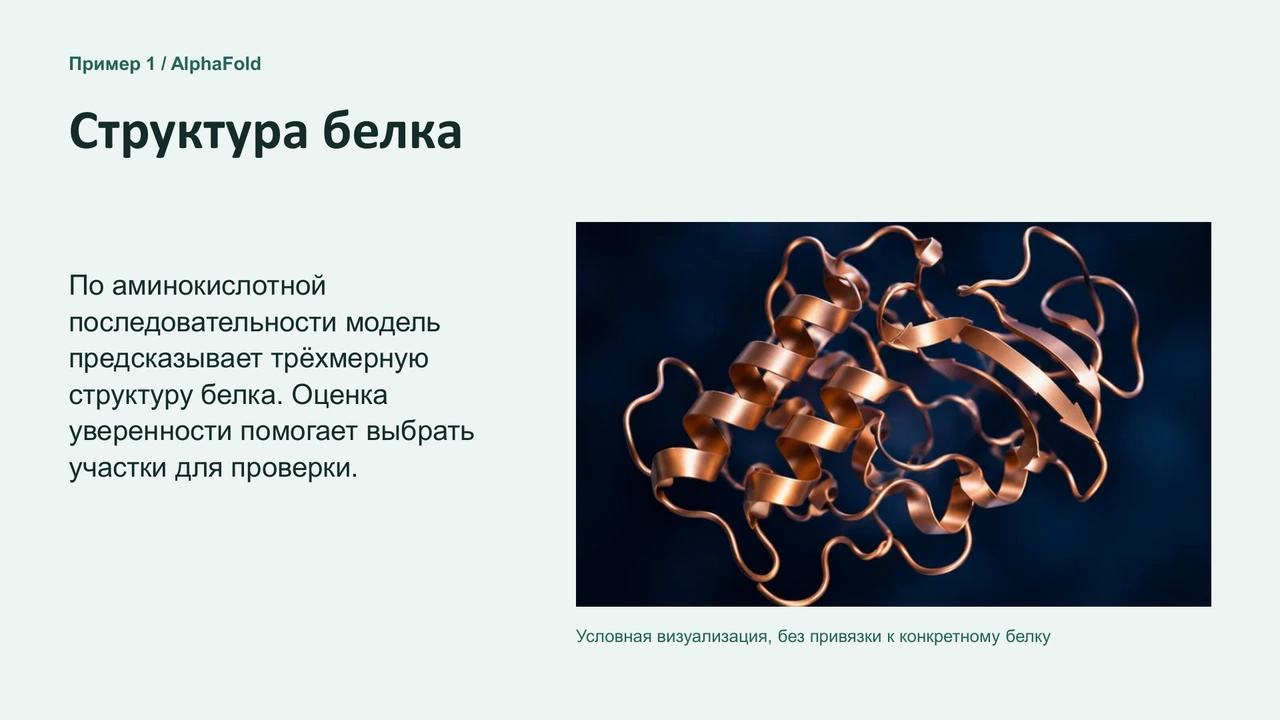 Пример 1 / AlphaFold
Структура белка
По аминокислотной
последовательности модель
предсказывает трёхмерную
структуру белка. Оценка
уверенности помогает выбрать
участки для проверки.
Условная визуализация, без привязки к конкретному белку